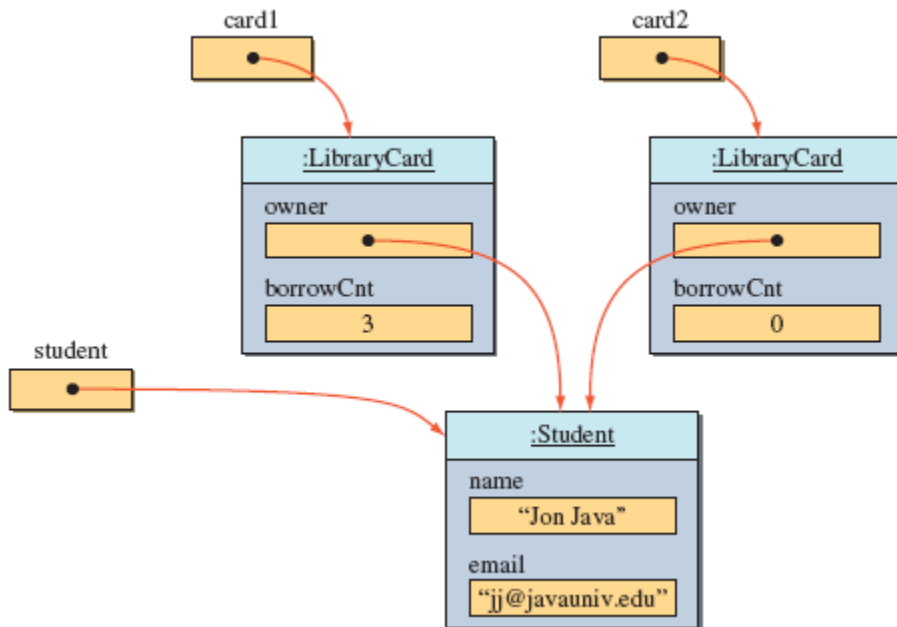 card1
card2
:LibraryCard
:LibraryCard
owner
owner
borrowCnt
borrowCnt
3
0
student
:Student
name
“Jon Java”
email
“jj@javauniv.edu”